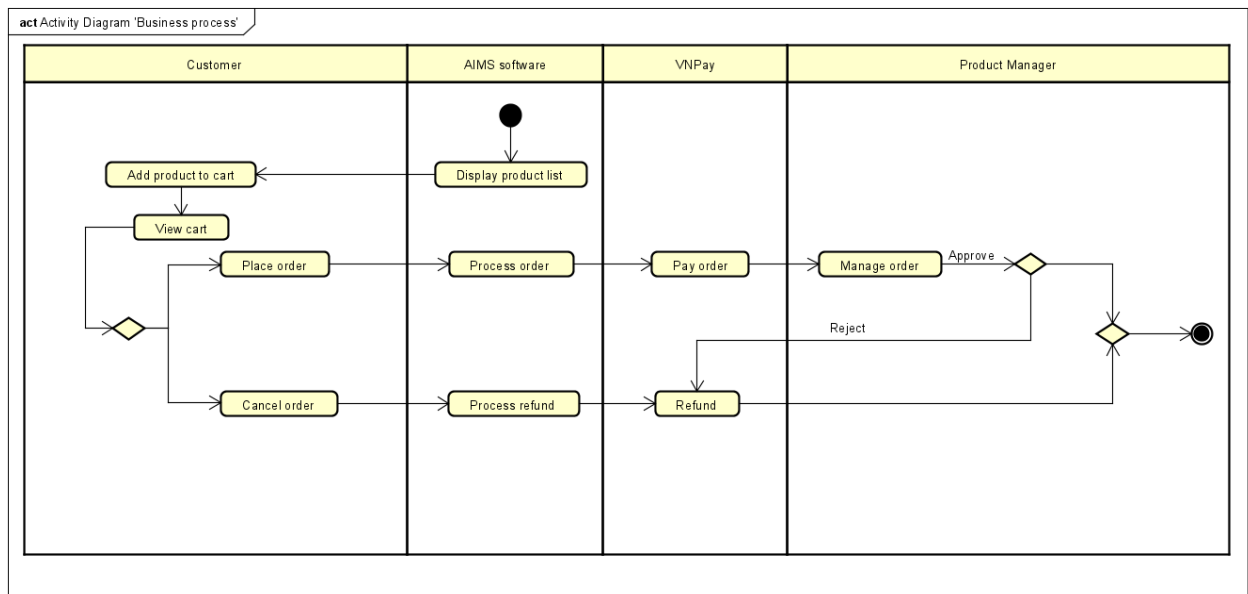 act Activity Diagram 'Business process'
Customer
AIMS software
VNPay
Product Manager
Add product to cart
Display product list
View cart
Place order
Process order
Pay order
Manage order
Approve
Reject
Cancel order
Process refund
Refund